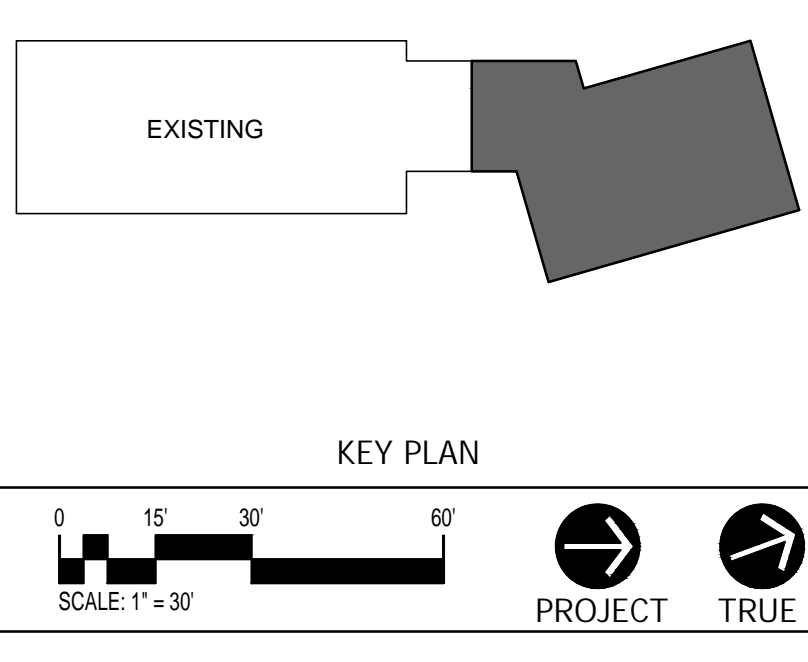 EXISTING
KEY PLAN
0 15' 30' 60'
SCALE: 1" = 30'
PROJECT TRUE